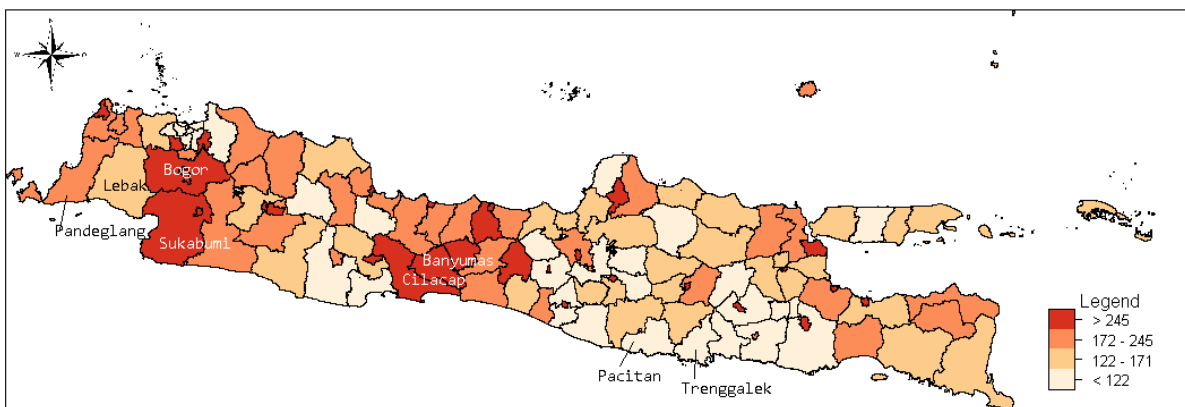 N
W
S
Bogor
Lebak
Pandeglang
Sukabumi
Banyumas
Cilacap
Pacitan
Trenggalek
Legend
> 245
172 - 245
122 - 171
< 122